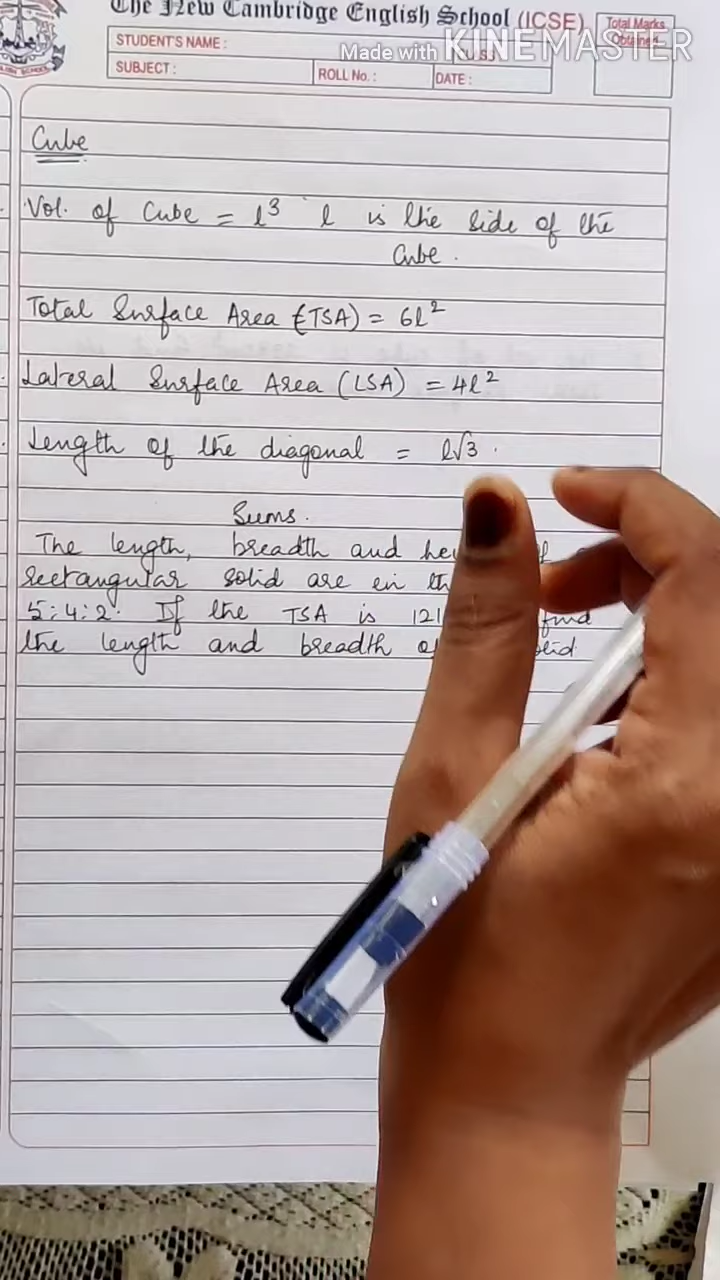 The New Cambridge English School (ICSE)
Total Marks
Obtained
STUDENT'S NAME :
Made with KINEMASTER
SUBJECT :
ROLL No. :
DATE :
Cube
Vol. of Cube = l³ l is the side of the
Cube.
Total Surface Area (TSA) = 6l²
Lateral Surface Area (LSA) = 4l²
Length of the diagonal = l√3.
Sums.
The length, breadth and
rectangular solid are in
5:4:2. If the TSA is 121 find
the length and breadth